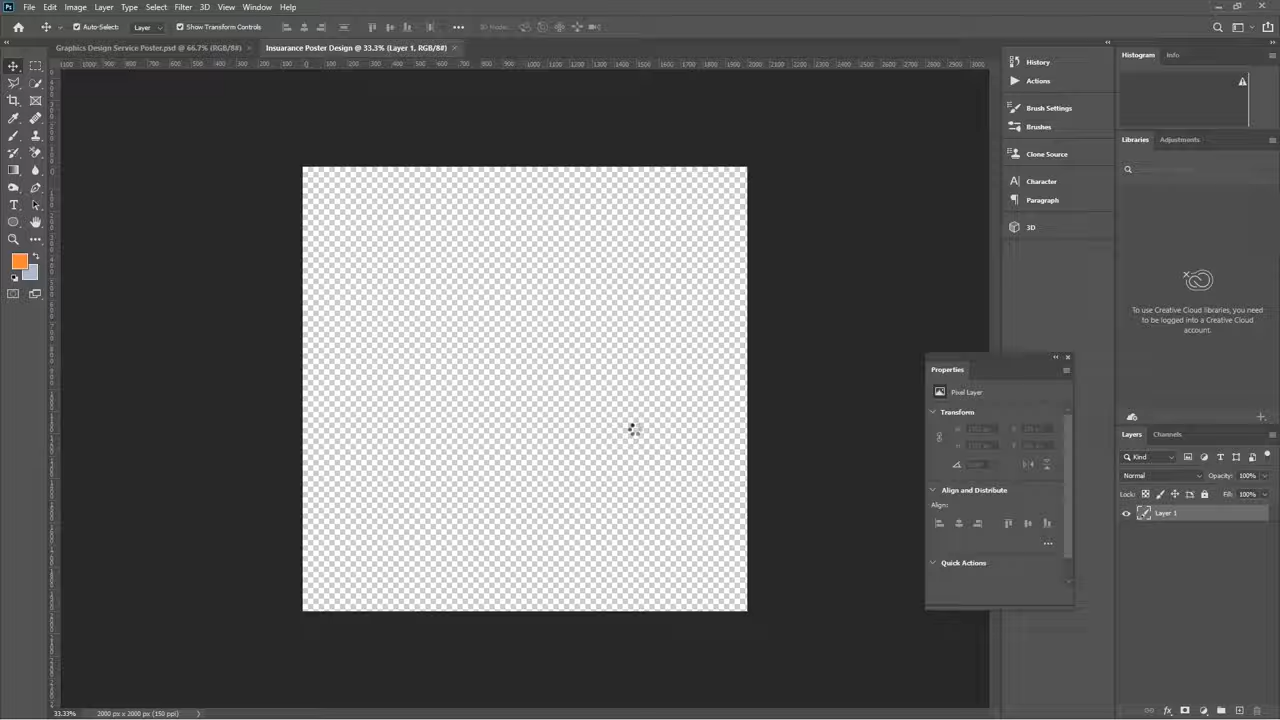 Ps File Edit Image Layer Type Select Filter 3D View Window Help
Auto-Select: Layer Show Transform Controls 3D Mode:
Graphics Design Service Poster.psd @ 66.7% (RGB/8#) × Insuarance Poster Design @ 33.3% (Layer 1, RGB/8#) ×
Histogram Info
History
Actions
Brush Settings
Brushes
Libraries Adjustments
Clone Source
Character
Paragraph
3D
To use Creative Cloud libraries, you need
to be logged into a Creative Cloud
account.
Properties
Pixel Layer
Transform
Align and Distribute
Align:
Quick Actions
Layers Channels
Kind
Normal Opacity: 100%
Lock: Fill: 100%
Layer 1
33.33% 2000 px x 2000 px (150 ppi)